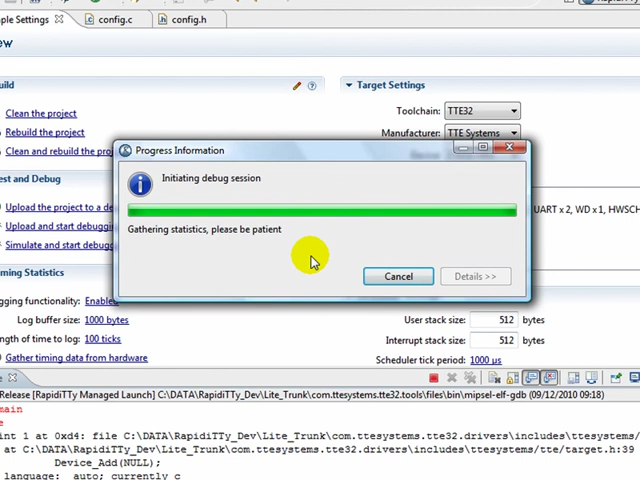 RapidiTTy
ple Settings config.c config.h
ew
uild
Target Settings
Clean the project
Toolchain: TTE32
Rebuild the project
Manufacturer: TTE Systems
Clean and rebuild the pro
Progress Information
Initiating debug session
Gathering statistics, please be patient
Cancel Details >>
est and Debug
Upload the project to a de
UART x 2, WD x 1, HWSCH
Upload and start debuggin
Simulate and start debugg
ming Statistics
gging functionality: Enable
Log buffer size: 1000 bytes
User stack size: 512 bytes
ength of time to log: 100 ticks
Interrupt stack size: 512 bytes
Gather timing data from hardware
Scheduler tick period: 1000 µs
e
Release [RapidiTTy Managed Launch] C:\DATA\RapidiTTy_Dev\Lite_Trunk\com.ttesystems.tte32.tools\files\bin\mipsel-elf-gdb (09/12/2010 09:18)
main
e
int 1 at 0xd4: file C:\DATA\RapidiTTy_Dev\Lite_Trunk\com.ttesystems.tte32.drivers\includes\ttesystems/
at C:\DATA\RapidiTTy_Dev\Lite_Trunk\com.ttesystems.tte32.drivers\includes\ttesystems/tte/target.h:39
Device_Add(NULL);
language: auto; currently c